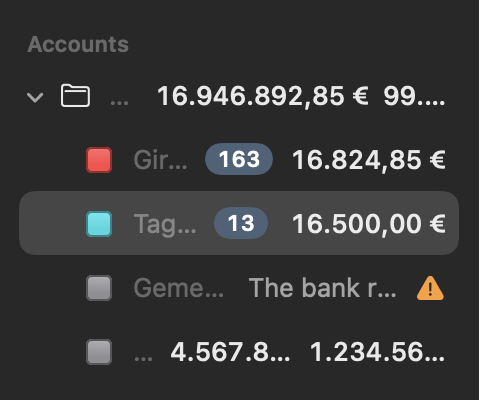 Accounts
... 16.946.892,85 € 99....
Gir... 163 16.824,85 €
Tag... 13 16.500,00 €
Geme... The bank r...
... 4.567.8... 1.234.56...